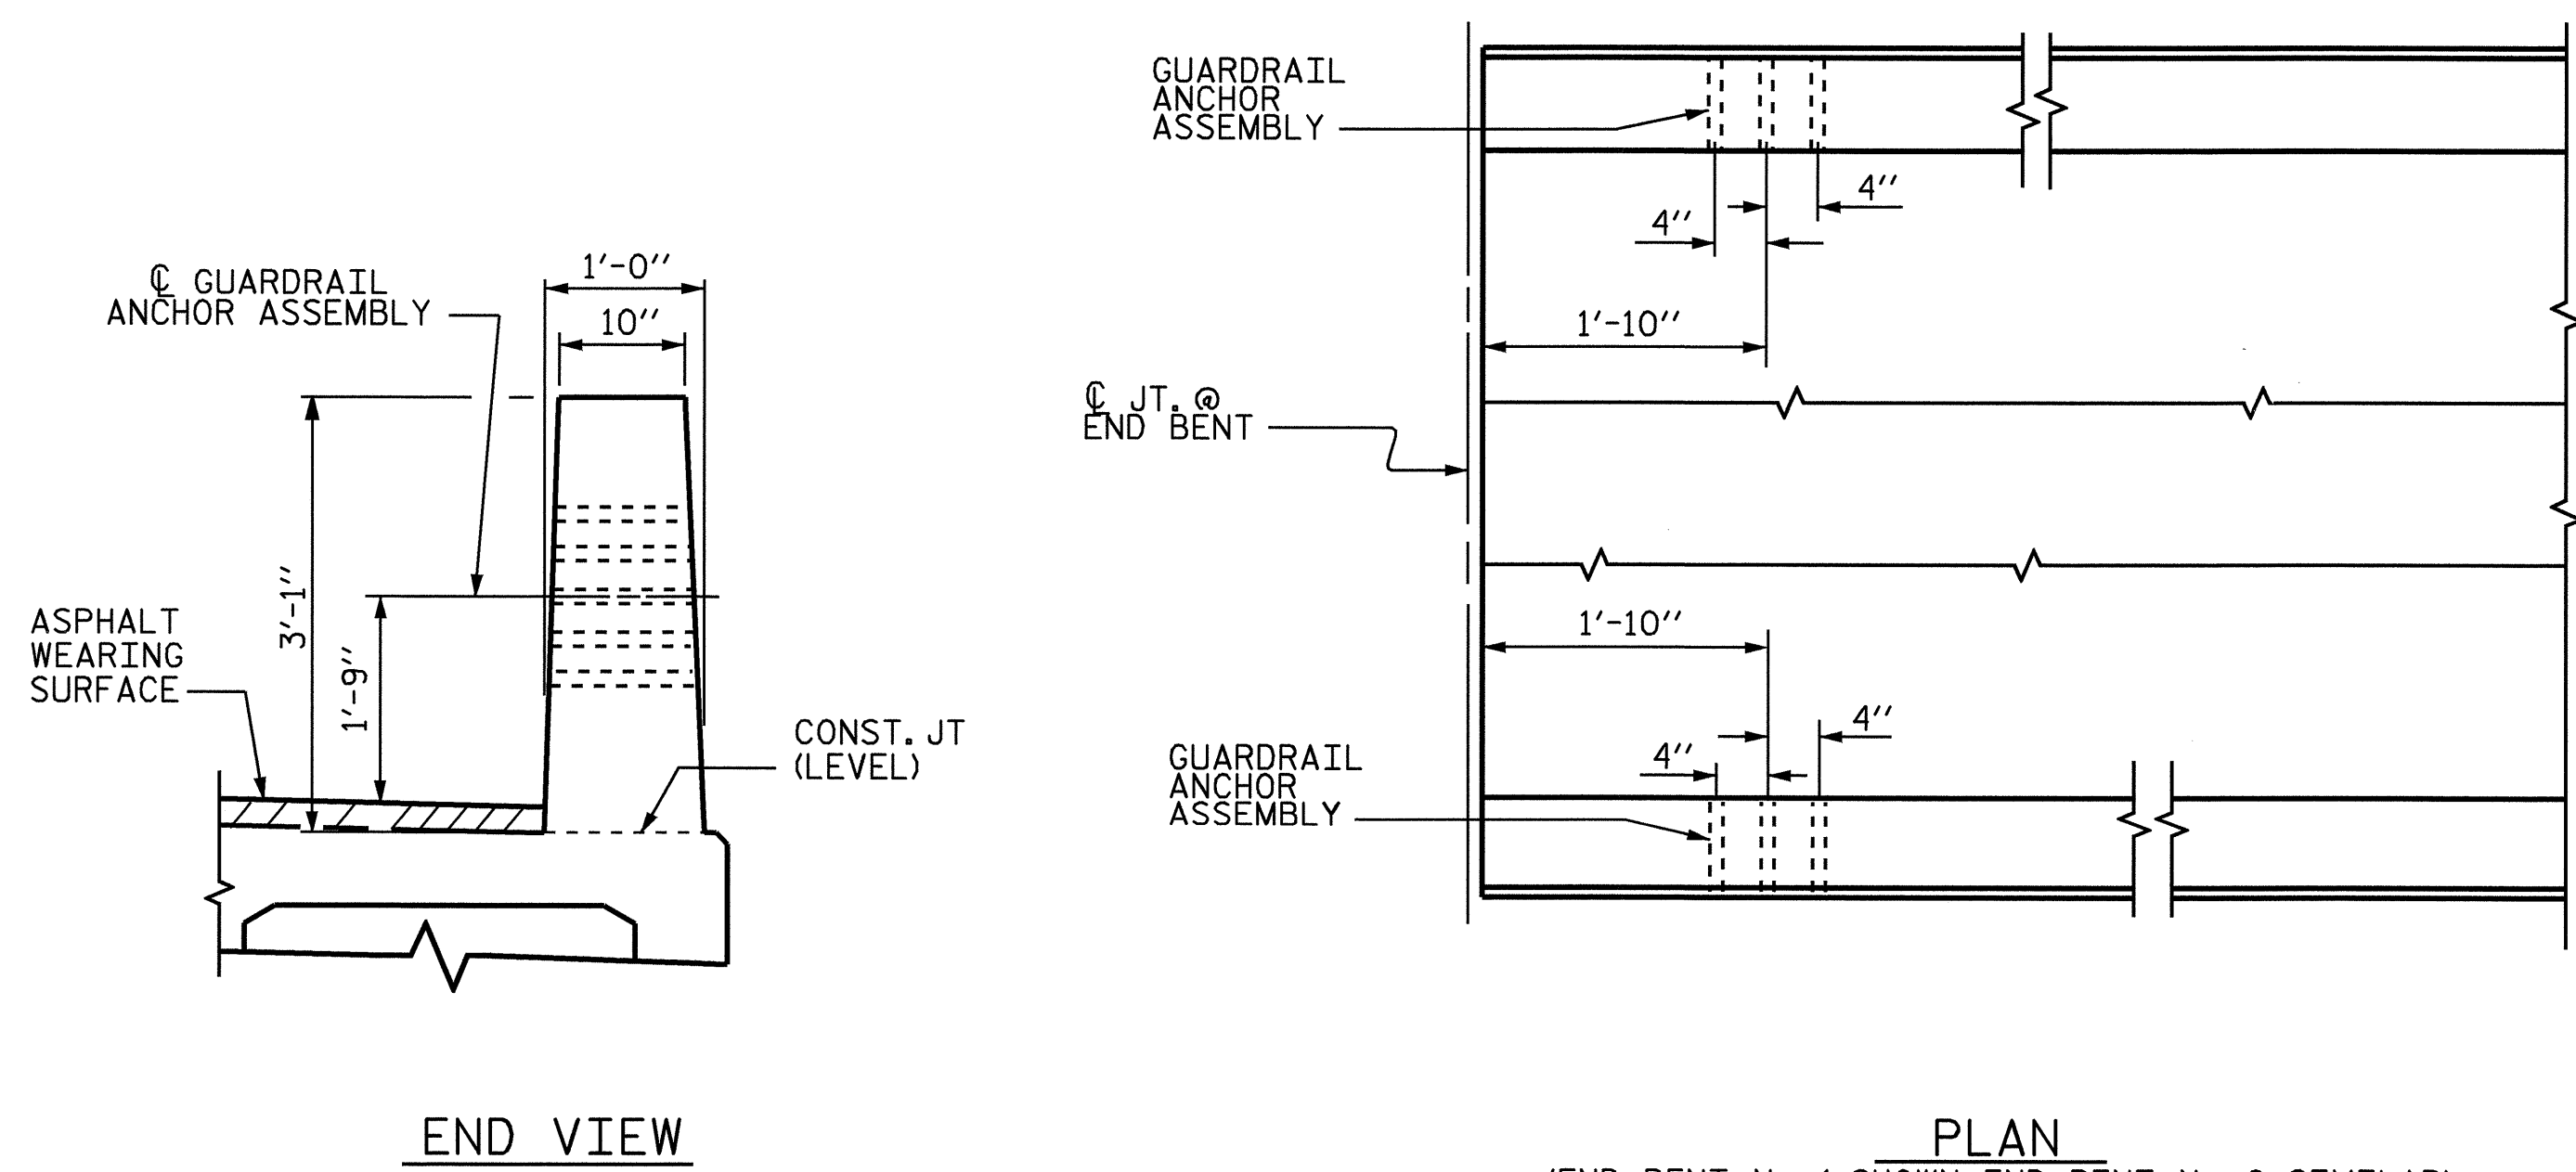 ℄ GUARDRAIL
ANCHOR ASSEMBLY
1'-0''
10''
3'-1''
1'-9''
ASPHALT
WEARING
SURFACE
CONST. JT
(LEVEL)
END VIEW
GUARDRAIL
ANCHOR
ASSEMBLY
4''
4''
1'-10''
℄ JT. @
END BENT
1'-10''
4''
4''
GUARDRAIL
ANCHOR
ASSEMBLY
PLAN